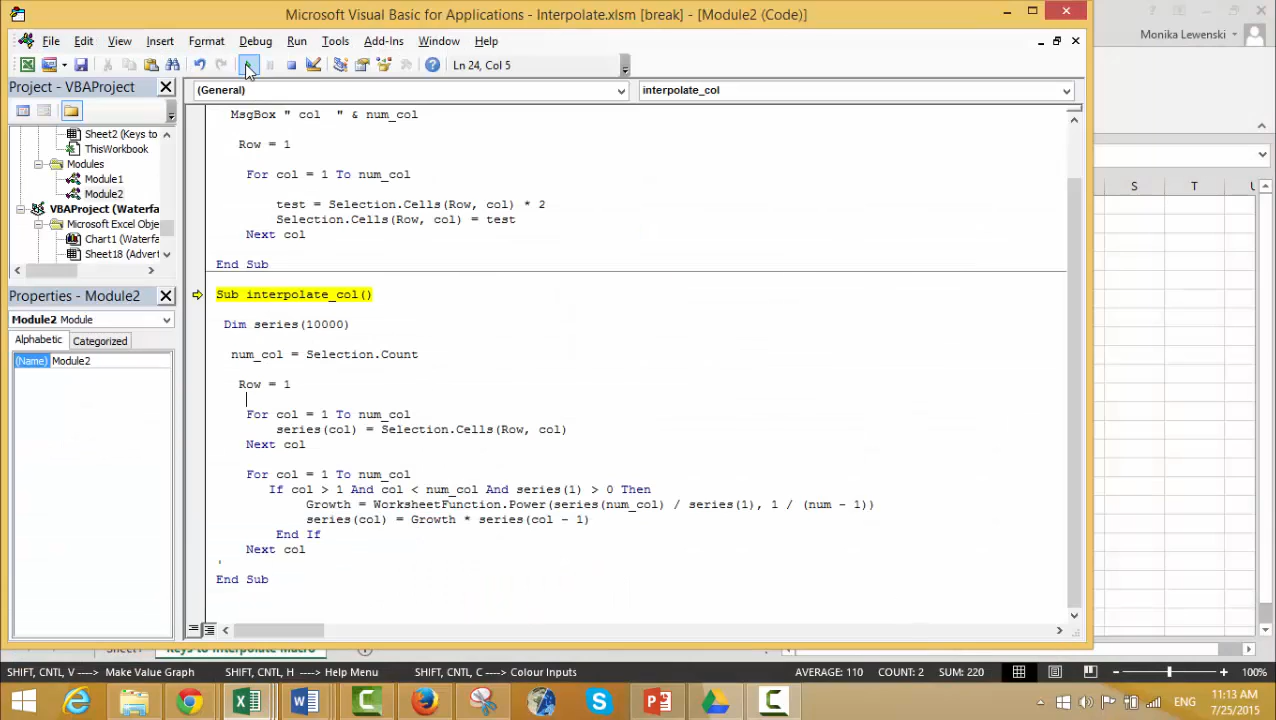 Microsoft Visual Basic for Applications - Interpolate.xlsm [break] - [Module2 (Code)]
Monika Lewenski
File Edit View Insert Format Debug Run Tools Add-Ins Window Help
Ln 24, Col 5
Project - VBAProject
(General)
interpolate_col
Sheet2 (Keys to
ThisWorkbook
Modules
Module1
Module2
VBAProject (Waterfa
Microsoft Excel Obje
Chart1 (Waterfa
Sheet18 (Advert
Properties - Module2
Module2 Module
Alphabetic Categorized
(Name) Module2
MsgBox " col  " & num_col
Row = 1
For col = 1 To num_col
test = Selection.Cells(Row, col) * 2
Selection.Cells(Row, col) = test
Next col
End Sub
Sub interpolate_col()
Dim series(10000)
num_col = Selection.Count
Row = 1
For col = 1 To num_col
series(col) = Selection.Cells(Row, col)
Next col
For col = 1 To num_col
If col > 1 And col < num_col And series(1) > 0 Then
Growth = WorksheetFunction.Power(series(num_col) / series(1), 1 / (num - 1))
series(col) = Growth * series(col - 1)
End If
Next col
'
End Sub
S T U
Keys to Interpolate Macro
SHIFT, CNTL, V ----> Make Value Graph SHIFT, CNTL, H ----> Help Menu SHIFT, CNTL, C ----> Colour Inputs AVERAGE: 110 COUNT: 2 SUM: 220 100%
ENG
11:13 AM
7/25/2015